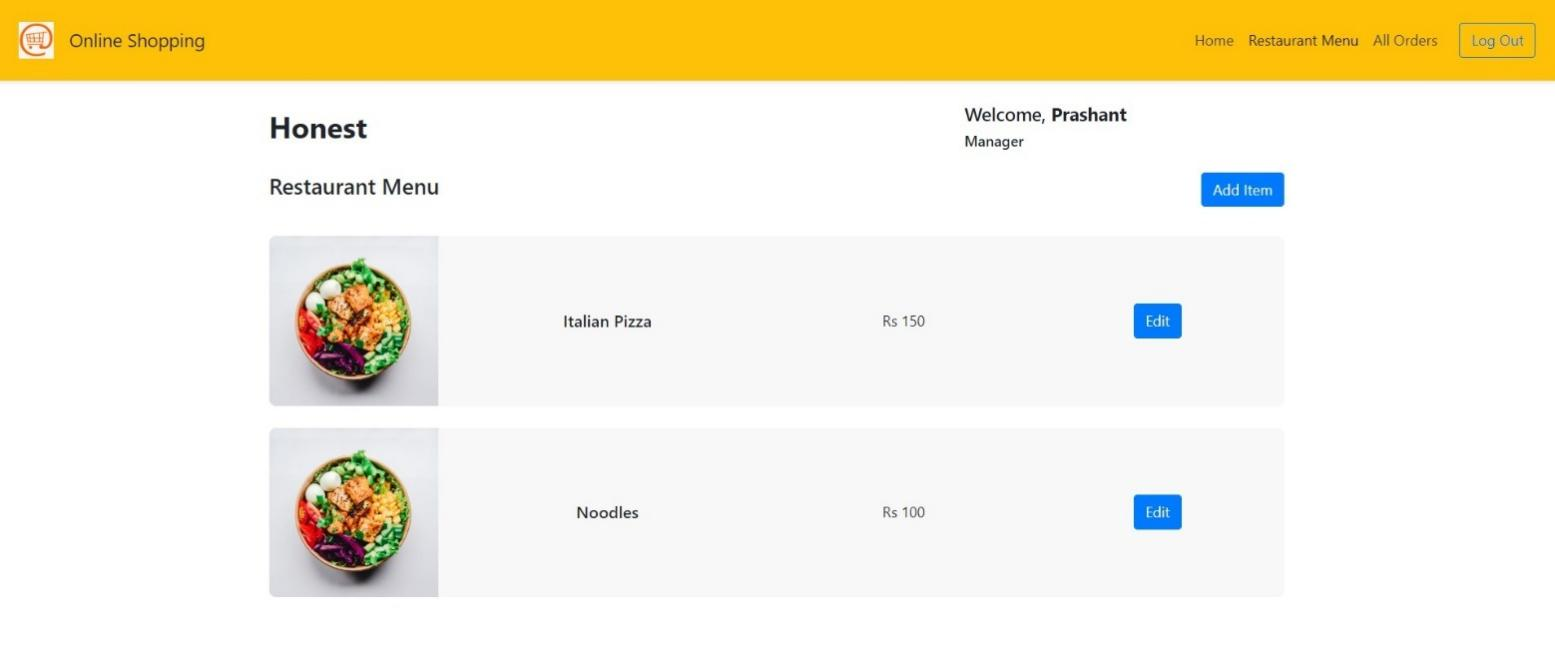 Online Shopping
Home Restaurant Menu All Orders Log Out
Honest
Welcome, Prashant
Manager
Restaurant Menu
Add Item
Italian Pizza Rs 150 Edit
Noodles Rs 100 Edit